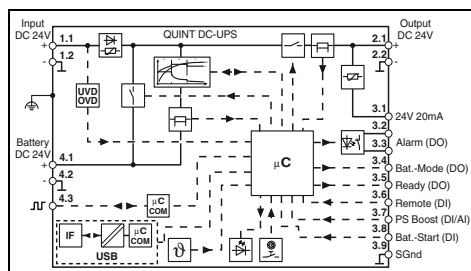 Input
DC 24V
QUINT DC-UPS
Output
DC 24V
1.1
+
1.2
-
2.1
+
2.2
-
UVD
OVD
3.1
24V 20mA
3.2
Alarm (DO)
3.3
µC
3.4
Bat.-Mode (DO)
3.5
Ready (DO)
3.6
Remote (DI)
3.7
PS Boost (DI/AI)
3.8
Bat.-Start (DI)
3.9
SGnd
Battery
DC 24V
4.1
+
4.2
-
4.3
µC
COM
IF
µC
COM
USB
ϑ